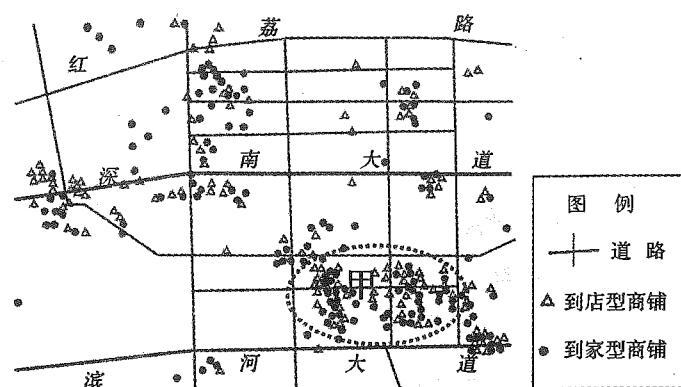 红荔路
深南大道
甲
滨河大道
图例
道路
到店型商铺
到家型商铺